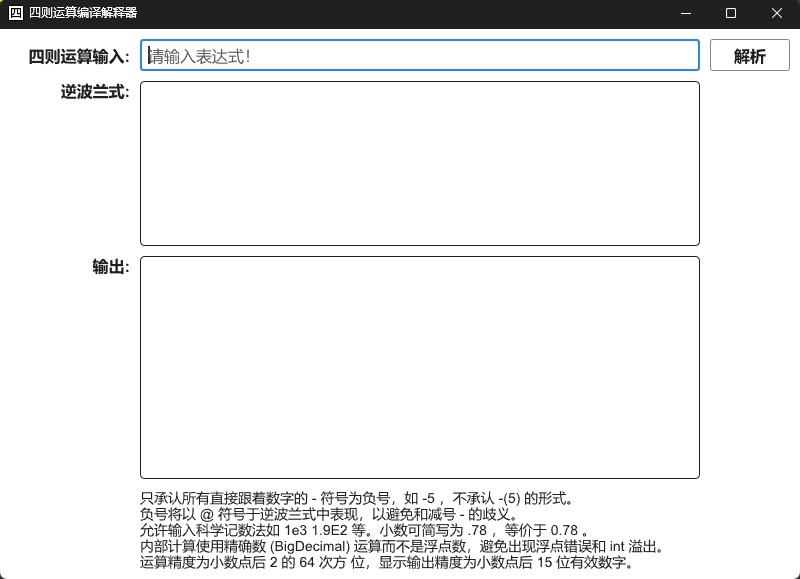 四 四则运算编译解释器
四则运算输入: 请输入表达式! 解析
逆波兰式:
输出:
只承认所有直接跟着数字的 - 符号为负号，如 -5 ，不承认 -(5) 的形式。
负号将以 @ 符号于逆波兰式中表现，以避免和减号 - 的歧义。
允许输入科学记数法如 1e3 1.9E2 等。小数可简写为 .78 ，等价于 0.78 。
内部计算使用精确数 (BigDecimal) 运算而不是浮点数，避免出现浮点错误和 int 溢出。
运算精度为小数点后 2 的 64 次方 位，显示输出精度为小数点后 15 位有效数字。